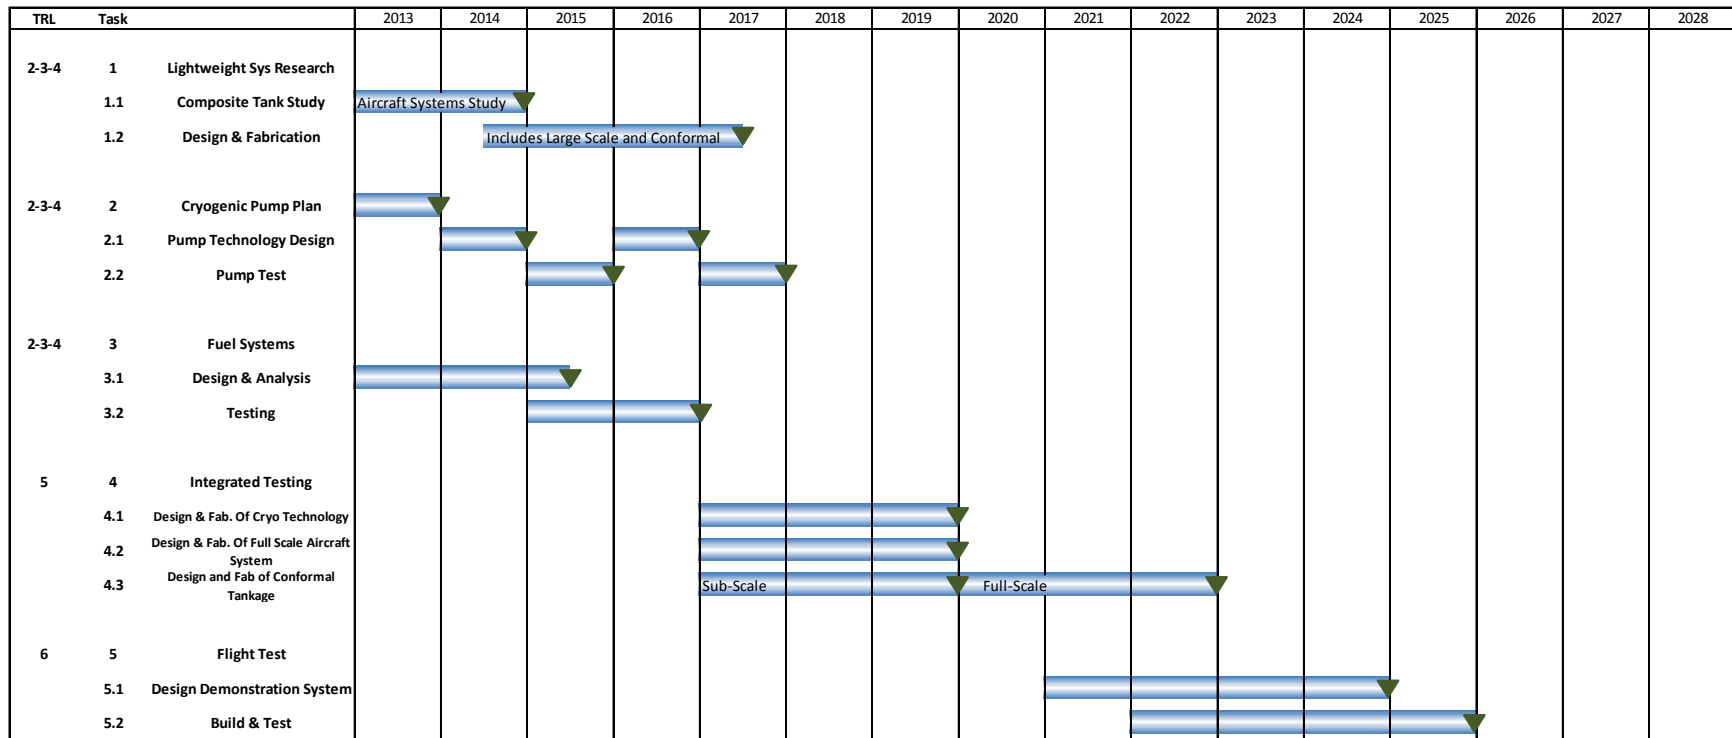 TRL Task 2013 2014 2015 2016 2017 2018 2019 2020 2021 2022 2023 2024 2025 2026 2027 2028
2-3-4 1 Lightweight Sys Research
1.1 Composite Tank Study Aircraft Systems Study
1.2 Design & Fabrication Includes Large Scale and Conformal
2-3-4 2 Cryogenic Pump Plan
2.1 Pump Technology Design
2.2 Pump Test
2-3-4 3 Fuel Systems
3.1 Design & Analysis
3.2 Testing
5 4 Integrated Testing
4.1 Design & Fab. Of Cryo Technology
4.2 Design & Fab. Of Full Scale Aircraft
System
4.3 Design and Fab of Conformal
Tankage Sub-Scale Full-Scale
6 5 Flight Test
5.1 Design Demonstration System
5.2 Build & Test